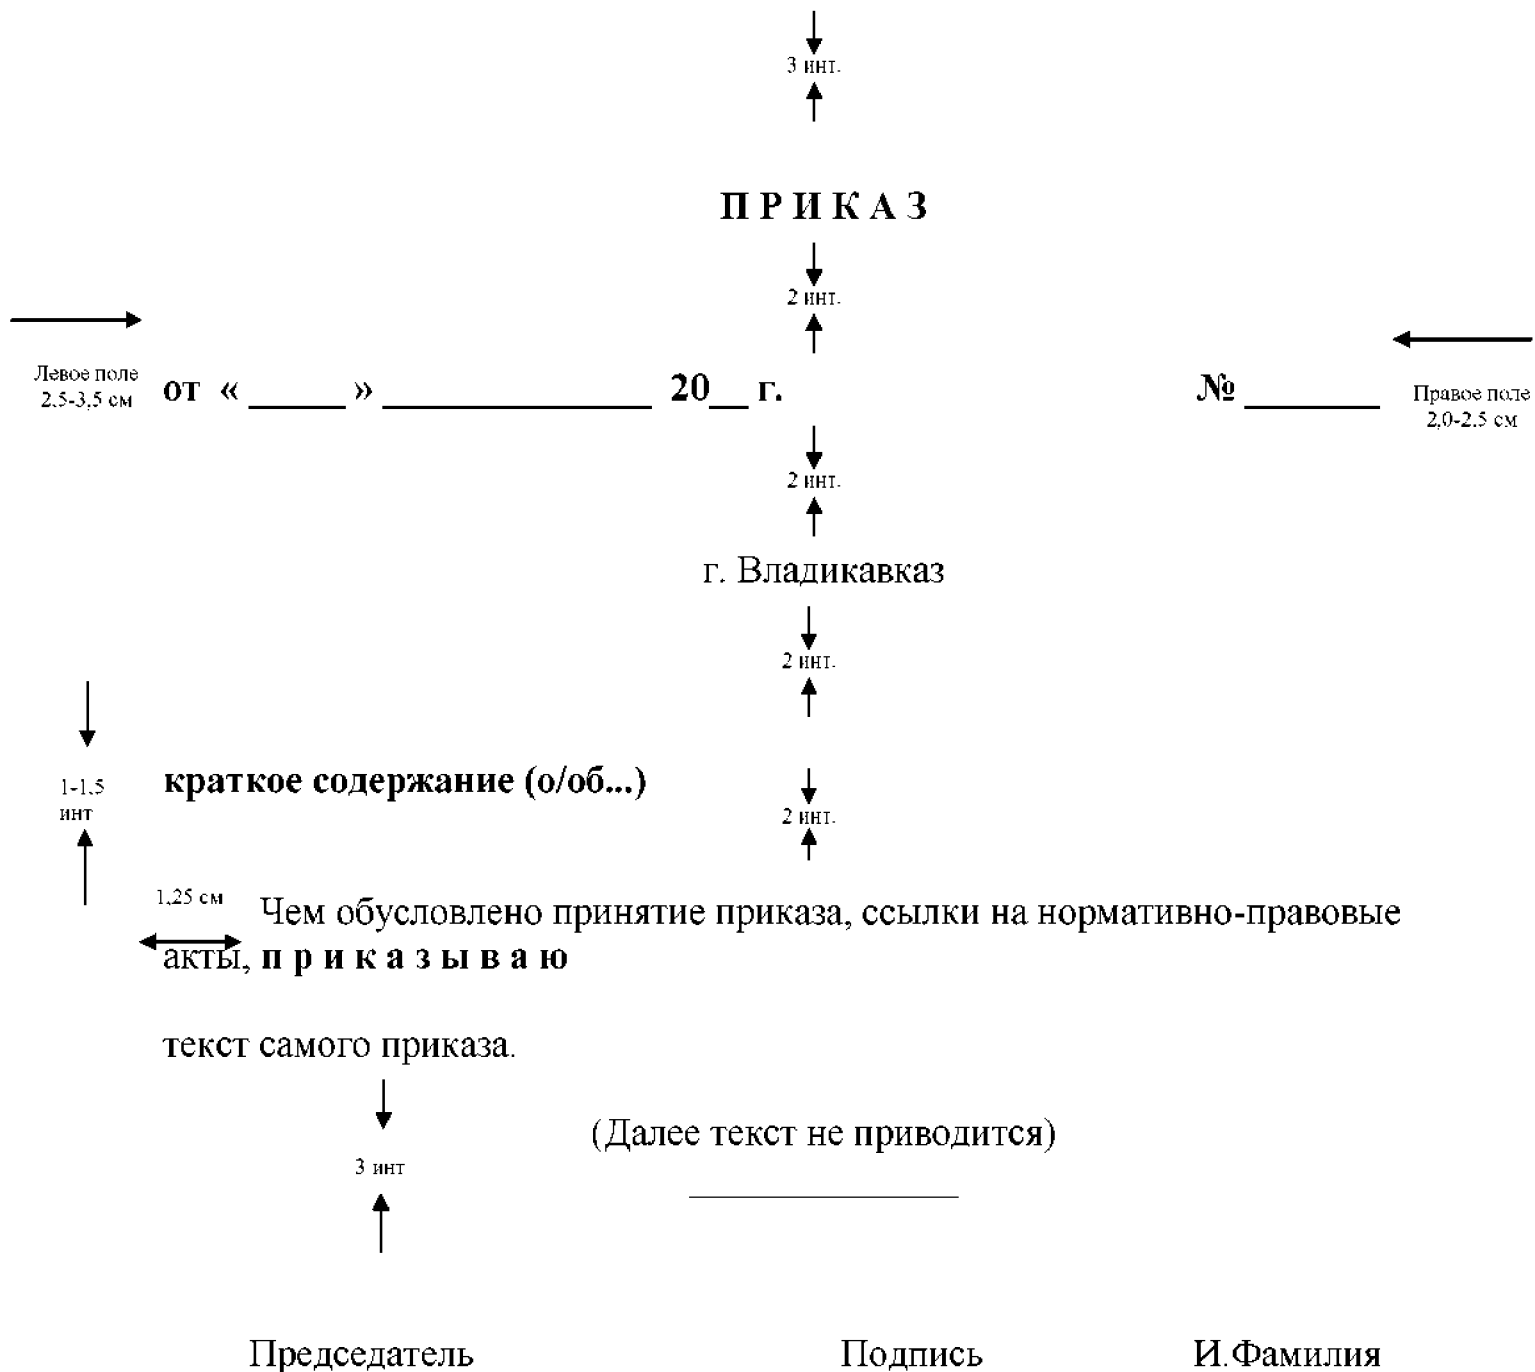 3 инт.
П Р И К А З
2 инт.
Левое поле
2,5-3,5 см
от « _____ » ______________ 20__ г.
№ _______
Правое поле
2,0-2,5 см
2 инт.
г. Владикавказ
2 инт.
1-1,5
инт
краткое содержание (о/об...)
2 инт.
1,25 см
Чем обусловлено принятие приказа, ссылки на нормативно-правовые
акты, п р и к а з ы в а ю
текст самого приказа.
(Далее текст не приводится)
3 инт
Председатель Подпись И.Фамилия